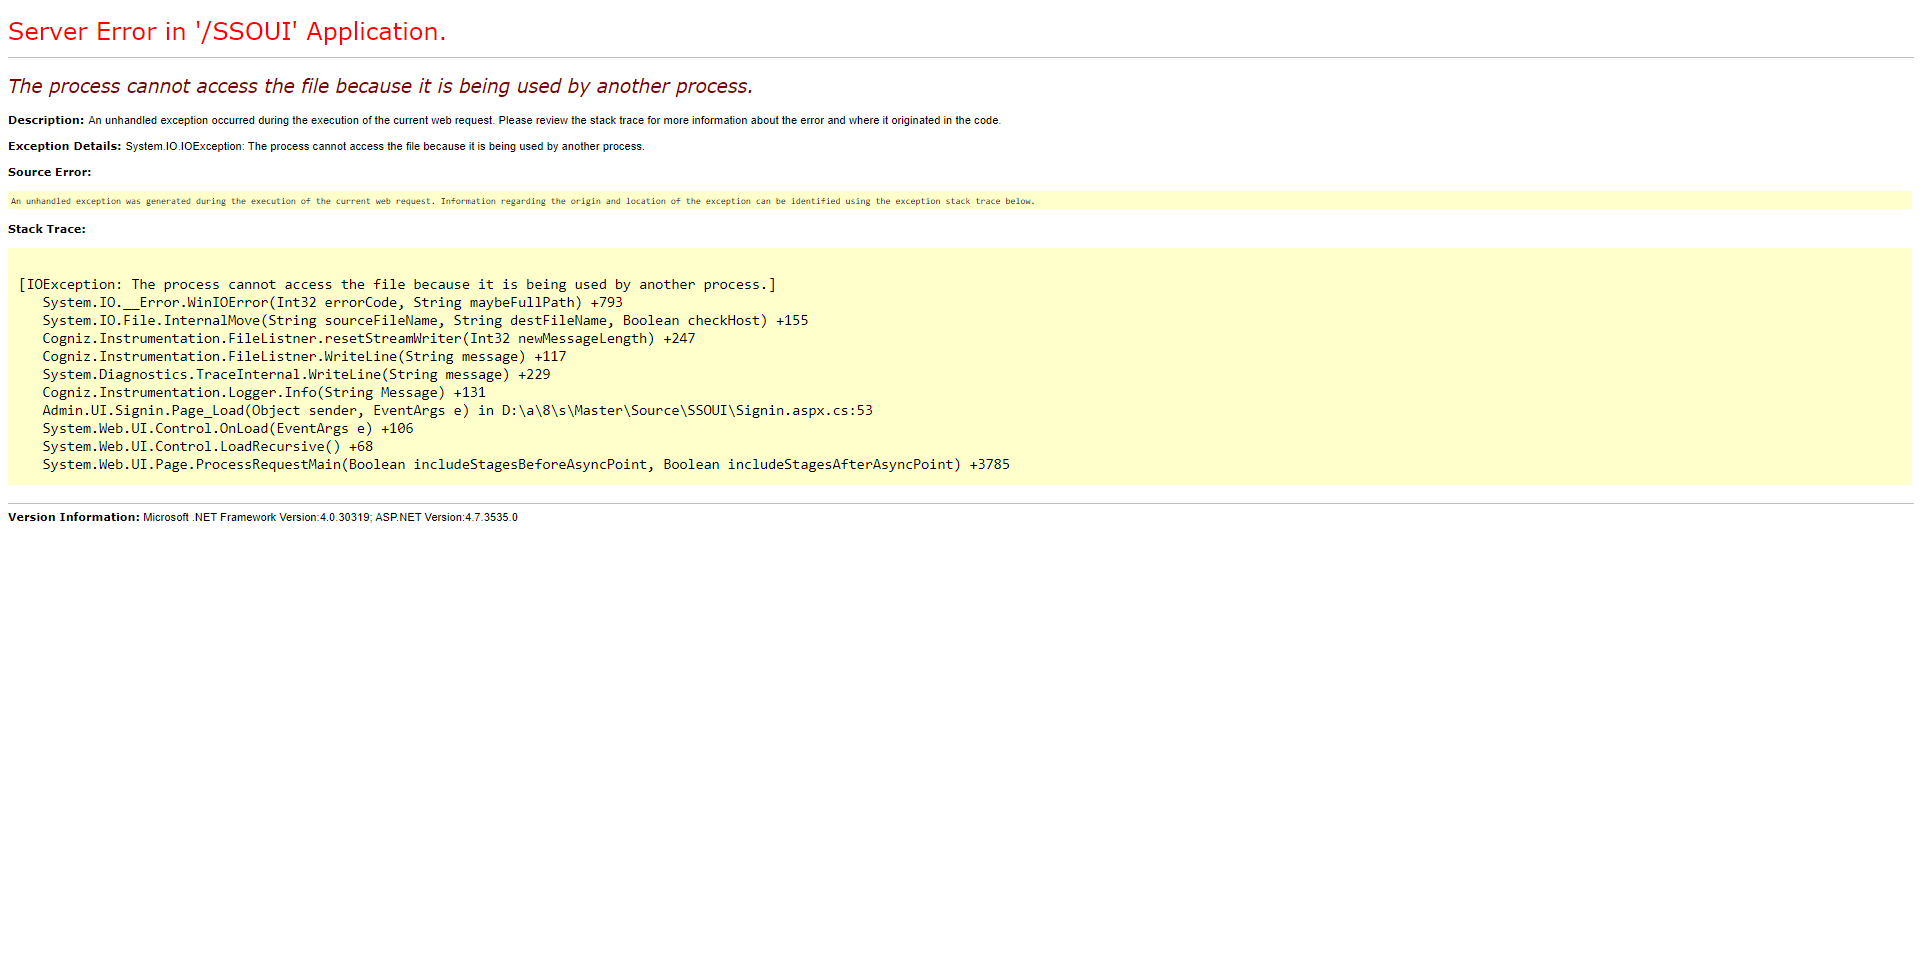 Server Error in '/SSOUI' Application.
The process cannot access the file because it is being used by another process.
Description: An unhandled exception occurred during the execution of the current web request. Please review the stack trace for more information about the error and where it originated in the code.
Exception Details: System.IO.IOException: The process cannot access the file because it is being used by another process.
Source Error:
An unhandled exception was generated during the execution of the current web request. Information regarding the origin and location of the exception can be identified using the exception stack trace below.
Stack Trace:
[IOException: The process cannot access the file because it is being used by another process.]
System.IO.__Error.WinIOError(Int32 errorCode, String maybeFullPath) +793
System.IO.File.InternalMove(String sourceFileName, String destFileName, Boolean checkHost) +155
Cogniz.Instrumentation.FileListner.resetStreamWriter(Int32 newMessageLength) +247
Cogniz.Instrumentation.FileListner.WriteLine(String message) +117
System.Diagnostics.TraceInternal.WriteLine(String message) +229
Cogniz.Instrumentation.Logger.Info(String Message) +131
Admin.UI.Signin.Page_Load(Object sender, EventArgs e) in D:\a\8\s\Master\Source\SSOUI\Signin.aspx.cs:53
System.Web.UI.Control.OnLoad(EventArgs e) +106
System.Web.UI.Control.LoadRecursive() +68
System.Web.UI.Page.ProcessRequestMain(Boolean includeStagesBeforeAsyncPoint, Boolean includeStagesAfterAsyncPoint) +3785
Version Information: Microsoft .NET Framework Version:4.0.30319; ASP.NET Version:4.7.3535.0